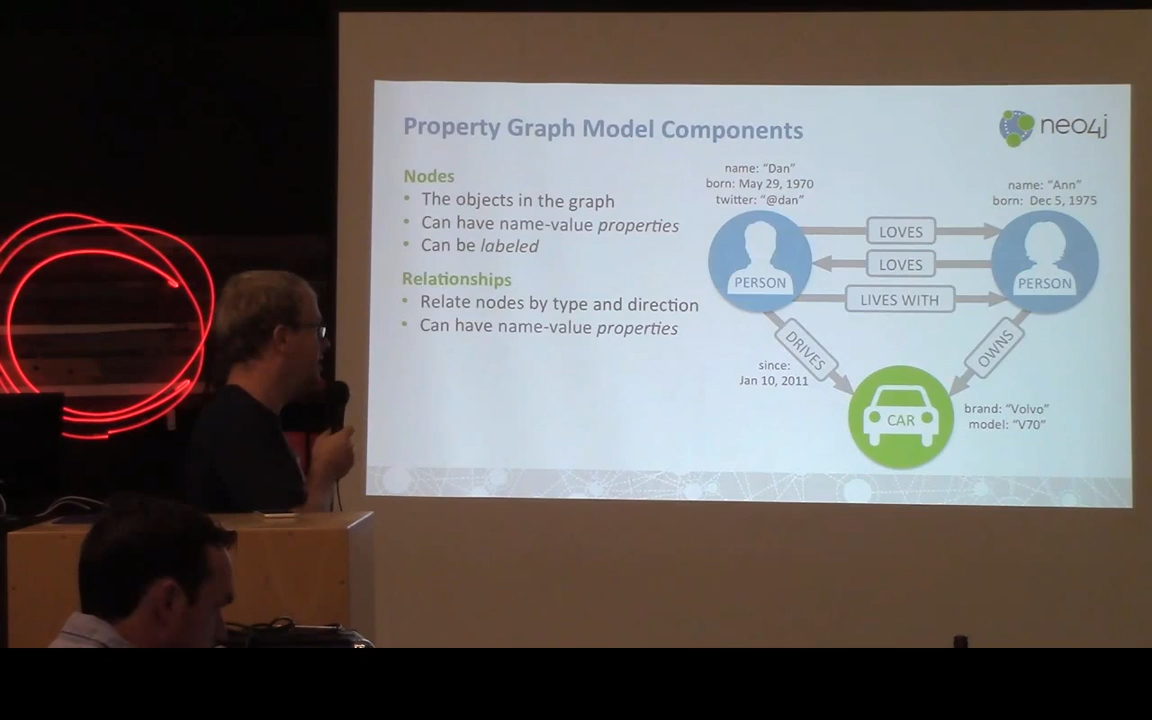 Property Graph Model Components
neo4j
Nodes
• The objects in the graph
• Can have name-value properties
• Can be labeled
Relationships
• Relate nodes by type and direction
• Can have name-value properties
name: "Dan"
born: May 29, 1970
twitter: "@dan"
name: "Ann"
born: Dec 5, 1975
PERSON
LOVES
LOVES
LIVES WITH
PERSON
DRIVES
OWNS
since:
Jan 10, 2011
CAR
brand: "Volvo"
model: "V70"